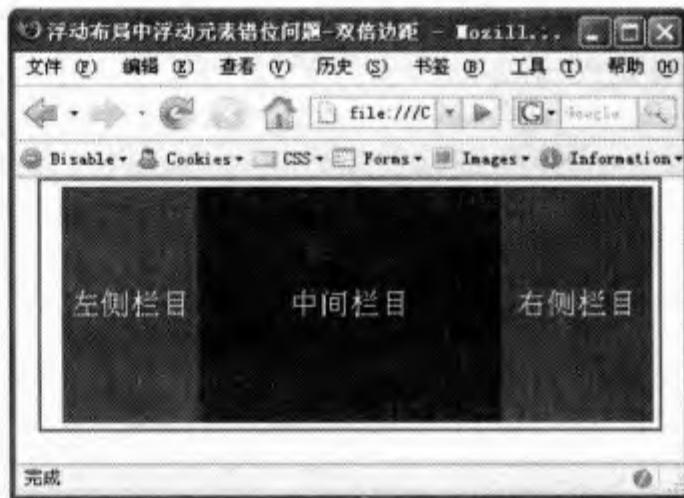 浮动布局中浮动元素错位问题-双倍边距 - Mozill...
文件 (F) 编辑 (E) 查看 (V) 历史 (S) 书签 (B) 工具 (T) 帮助 (H)
file:///C G Google
Disable Cookies CSS Forms Images Information
左侧栏目 中间栏目 右侧栏目
完成